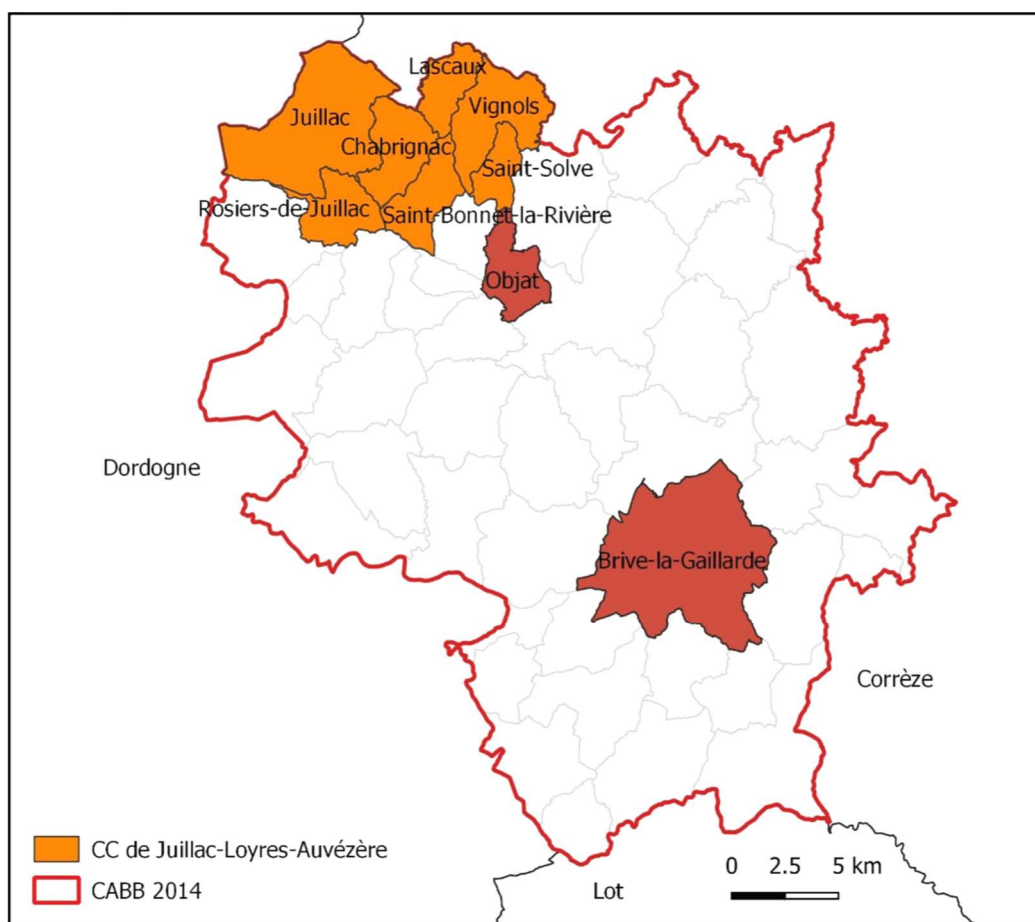 Lascaux
Vignols
Juillac
Chabrignac
Saint-Solve
Rosiers-de-Juillac
Saint-Bonnet-la-Rivière
Objat
Dordogne
Brive-la-Gaillarde
Corrèze
CC de Juillac-Loyres-Auvézère
CABB 2014
0 2.5 5 km
Lot